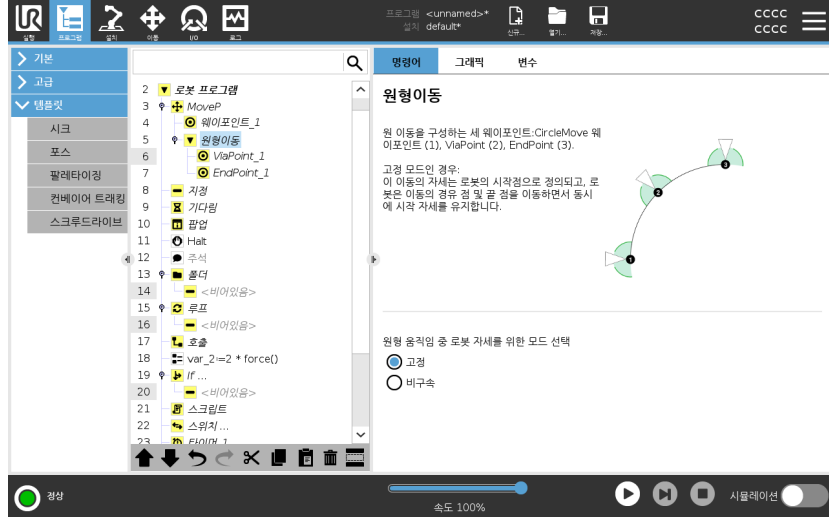 UR
실행
프로그램
설치
이동
I/O
로그
프로그램 <unnamed>*
설치 default*
신규...
열기...
저장...
cccc
cccc
기본
고급
템플릿
시크
포스
팔레타이징
컨베이어 트래킹
스크루드라이브
2 로봇 프로그램
3 MoveP
4 웨이포인트_1
5 원형이동
6 ViaPoint_1
7 EndPoint_1
8 지정
9 기다림
10 팝업
11 Halt
12 주석
13 폴더
14 <비어있음>
15 루프
16 <비어있음>
17 호출
18 var_2:=2 * force()
19 If ...
20 <비어있음>
21 스크립트
22 스위치 ...
23 타이머_1
명령어 그래픽 변수
원형이동
원 이동을 구성하는 세 웨이포인트:CircleMove 웨
이포인트 (1), ViaPoint (2), EndPoint (3).
고정 모드인 경우:
이 이동의 자세는 로봇의 시작점으로 정의되고, 로
봇은 이동의 경유 점 및 끝 점을 이동하면서 동시
에 시작 자세를 유지합니다.
3
2
1
원형 움직임 중 로봇 자세를 위한 모드 선택
고정
비구속
정상
속도 100%
시뮬레이션